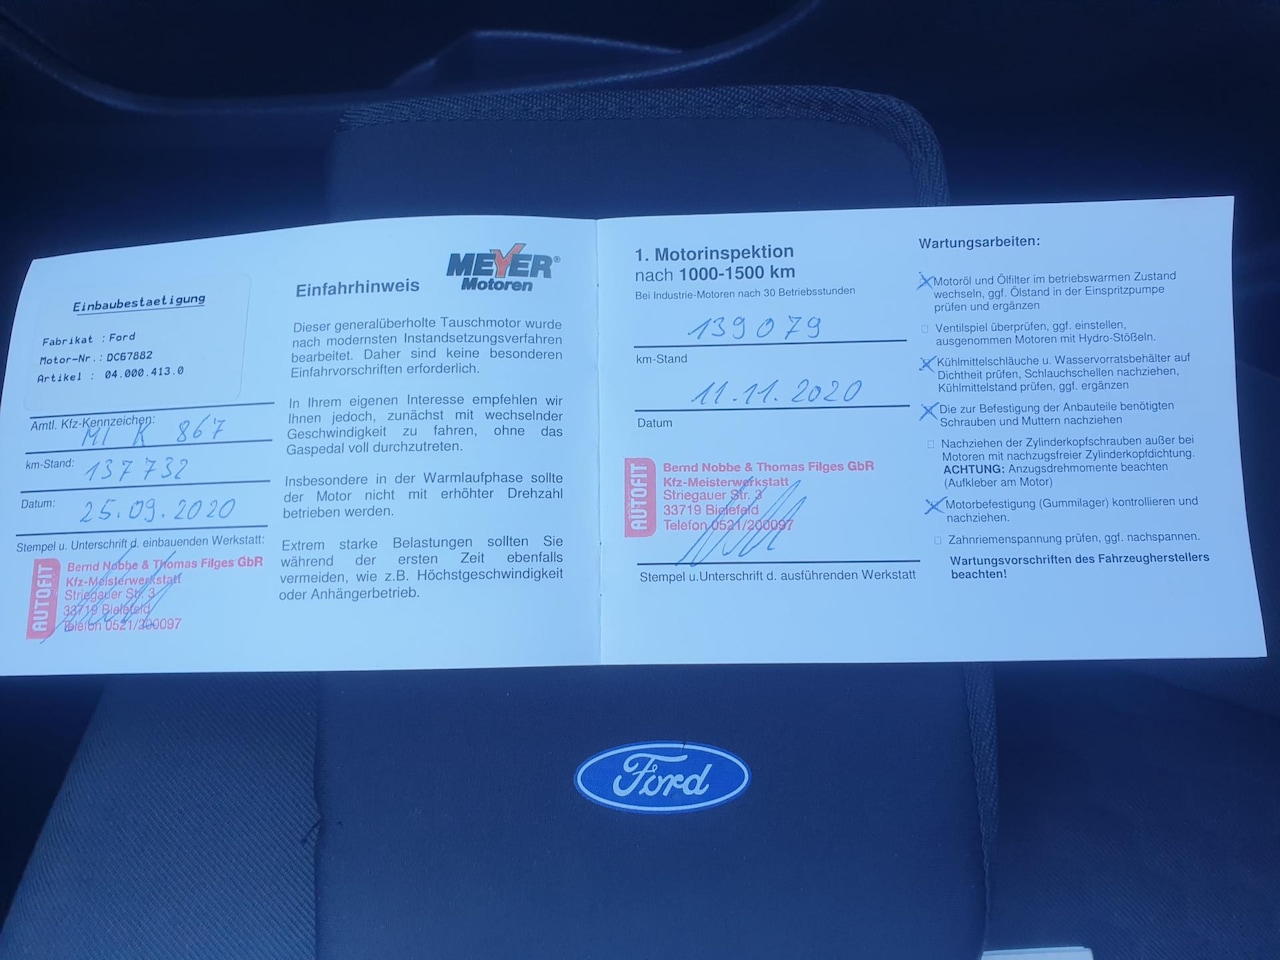 Einbaubestaetigung
Fabrikat : Ford
Motor-Nr.: DC67882
Artikel : 04.000.413.0
Amtl. Kfz-Kennzeichen:
MI K 867
km-Stand: 137 732
Datum: 25.09.2020
Stempel u. Unterschrift d. einbauenden Werkstatt:
AUTOFIT
Bernd Nobbe & Thomas Filges GbR
Kfz-Meisterwerkstatt
Striegauer Str. 3
33719 Bielefeld
Telefon 0521/200097
Einfahrhinweis
MEYER®
Motoren
Dieser generalüberholte Tauschmotor wurde
nach modernsten Instandsetzungsverfahren
bearbeitet. Daher sind keine besonderen
Einfahrvorschriften erforderlich.
In Ihrem eigenen Interesse empfehlen wir
Ihnen jedoch, zunächst mit wechselnder
Geschwindigkeit zu fahren, ohne das
Gaspedal voll durchzutreten.
Insbesondere in der Warmlaufphase sollte
der Motor nicht mit erhöhter Drehzahl
betrieben werden.
Extrem starke Belastungen sollten Sie
während der ersten Zeit ebenfalls
vermeiden, wie z.B. Höchstgeschwindigkeit
oder Anhängerbetrieb.
1. Motorinspektion
nach 1000-1500 km
Bei Industrie-Motoren nach 30 Betriebsstunden
139 079
km-Stand
11.11.2020
Datum
AUTOFIT
Bernd Nobbe & Thomas Filges GbR
Kfz-Meisterwerkstatt
Striegauer Str. 3
33719 Bielefeld
Telefon 0521/200097
Stempel u.Unterschrift d. ausführenden Werkstatt
Wartungsarbeiten:
Motoröl und Ölfilter im betriebswarmen Zustand
wechseln, ggf. Ölstand in der Einspritzpumpe
prüfen und ergänzen
Ventilspiel überprüfen, ggf. einstellen,
ausgenommen Motoren mit Hydro-Stößeln.
Kühlmittelschläuche u. Wasservorratsbehälter auf
Dichtheit prüfen, Schlauchschellen nachziehen,
Kühlmittelstand prüfen, ggf. ergänzen
Die zur Befestigung der Anbauteile benötigten
Schrauben und Muttern nachziehen
Nachziehen der Zylinderkopfschrauben außer bei
Motoren mit nachzugsfreier Zylinderkopfdichtung.
ACHTUNG: Anzugsdrehmomente beachten
(Aufkleber am Motor)
Motorbefestigung (Gummilager) kontrollieren und
nachziehen.
Zahnriemenspannung prüfen, ggf. nachspannen.
Wartungsvorschriften des Fahrzeugherstellers
beachten!
Ford